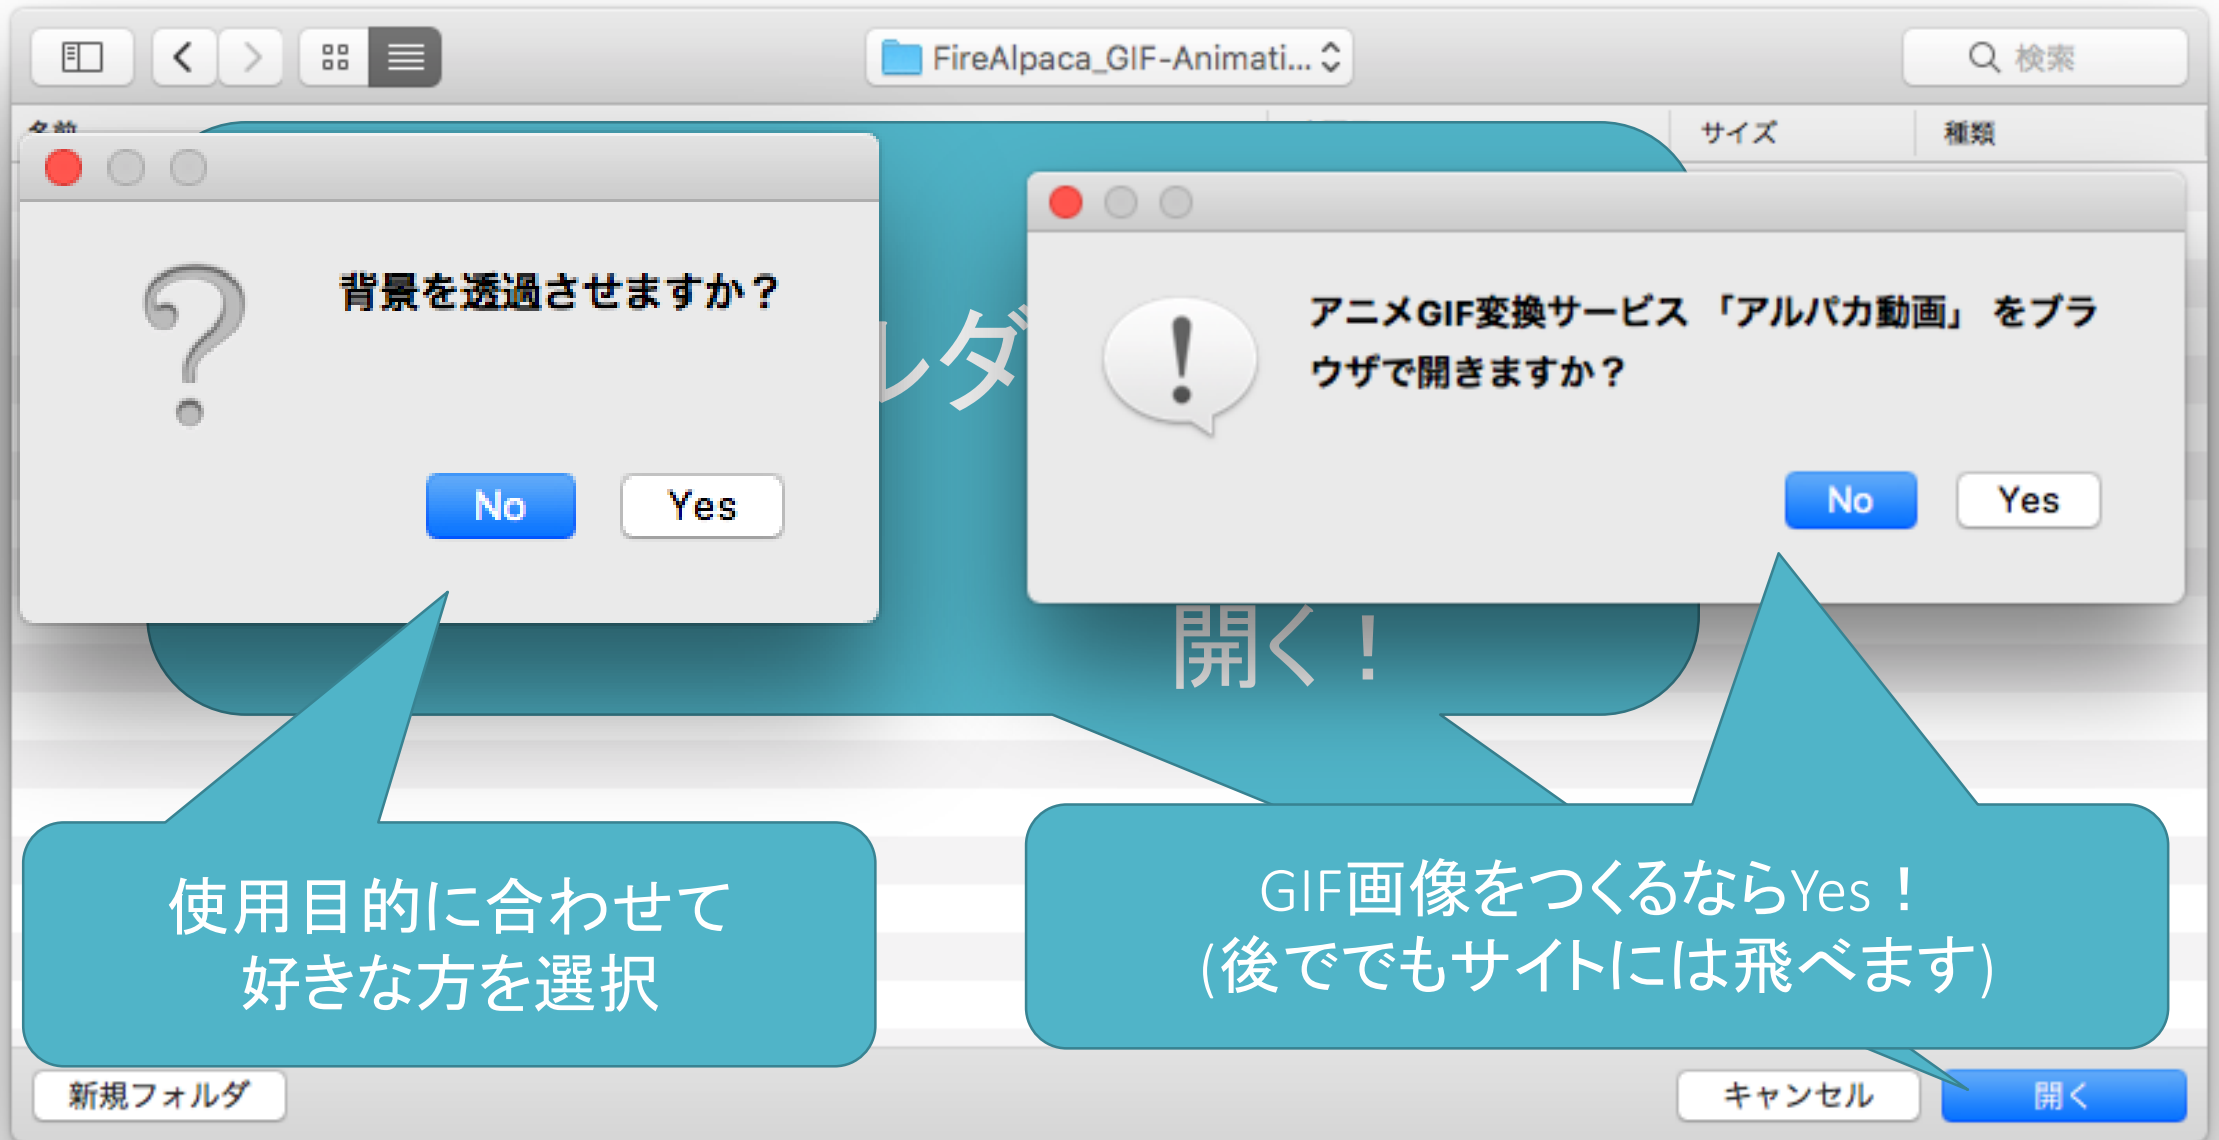 FireAlpaca_GIF-Animati...
検索
名前
サイズ
種類
背景を透過させますか？
No
Yes
アニメGIF変換サービス 「アルパカ動画」 をブラ
ウザで開きますか？
No
Yes
ルダ
開く！
使用目的に合わせて
好きな方を選択
GIF画像をつくるならYes！
(後ででもサイトには飛べます)
新規フォルダ
キャンセル
開く